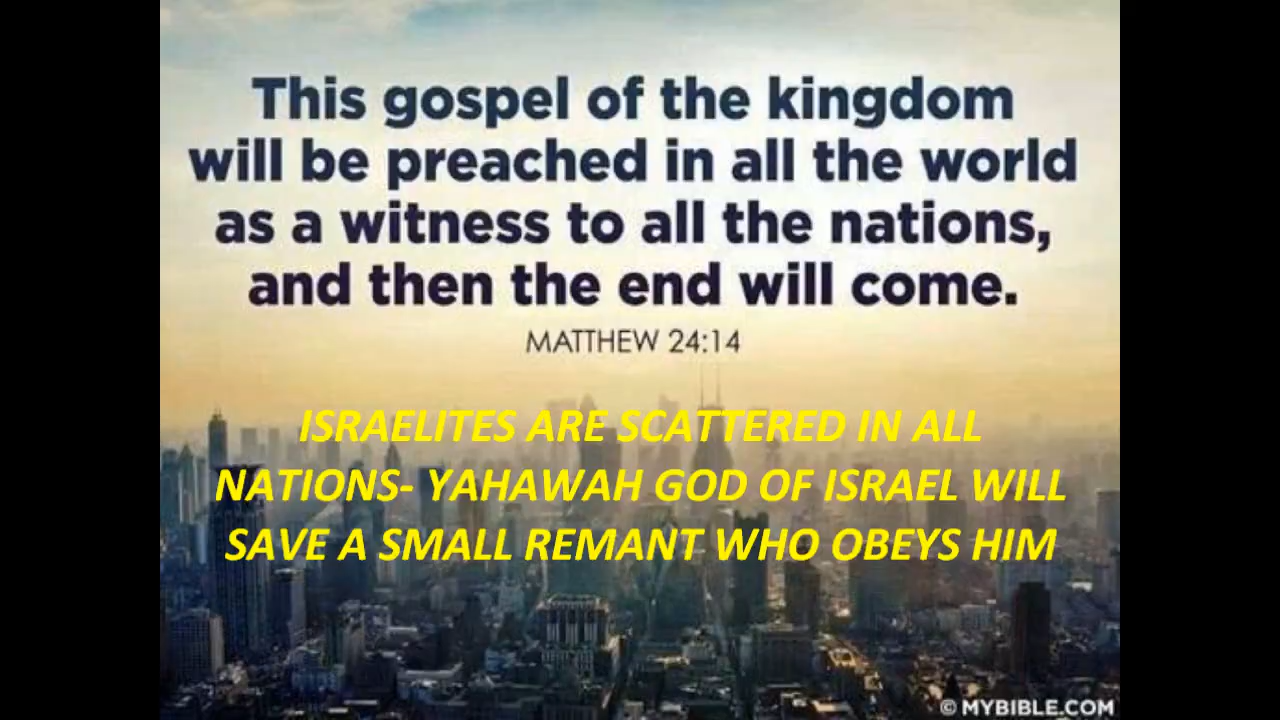 This gospel of the kingdom
will be preached in all the world
as a witness to all the nations,
and then the end will come.
MATTHEW 24:14
ISRAELITES ARE SCATTERED IN ALL
NATIONS- YAHAWAH GOD OF ISRAEL WILL
SAVE A SMALL REMANT WHO OBEYS HIM
© MYBIBLE.COM